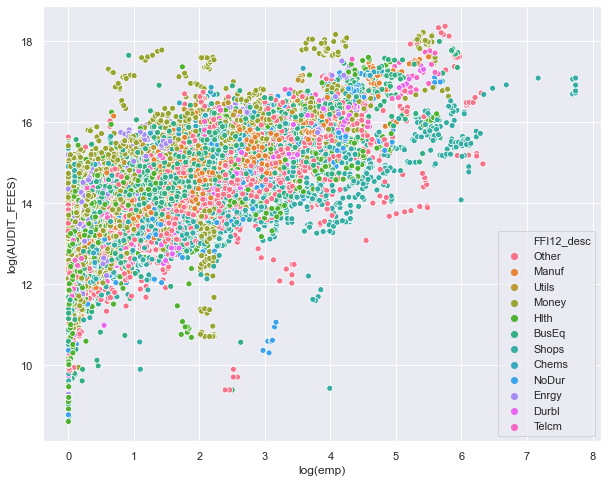 18
16
14
12
10
log(AUDIT_FEES)
0 1 2 3 4 5 6 7 8
log(emp)
FFI12_desc
Other
Manuf
Utils
Money
Hlth
BusEq
Shops
Chems
NoDur
Enrgy
Durbl
Telcm